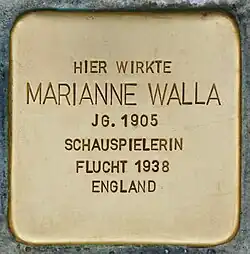 HIER WIRKTE
MARIANNE WALLA
JG. 1905
SCHAUSPIELERIN
FLUCHT 1938
ENGLAND